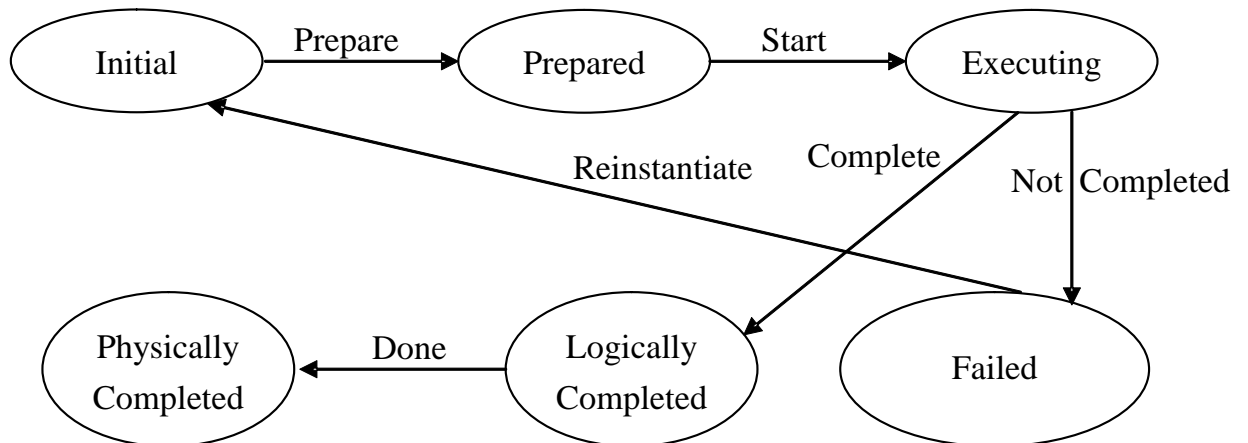 Prepare
Start
Initial
Prepared
Executing
Complete
Reinstantiate
Not Completed
Physically
Completed
Done
Logically
Completed
Failed